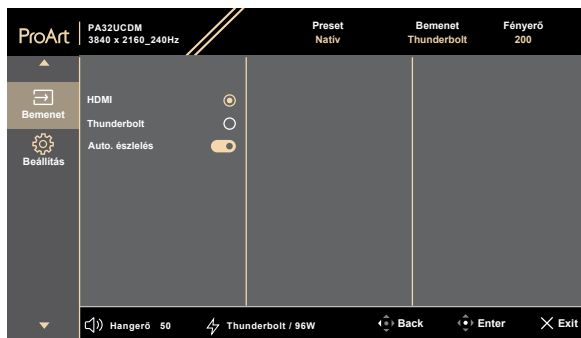 ProArt
PA32UCDM
3840 x 2160_240Hz
Preset
Natív
Bemenet
Thunderbolt
Fényerő
200
Bemenet
Beállítás
HDMI
Thunderbolt
Auto. észlelés
Hangerő 50
Thunderbolt / 96W
Back
Enter
Exit